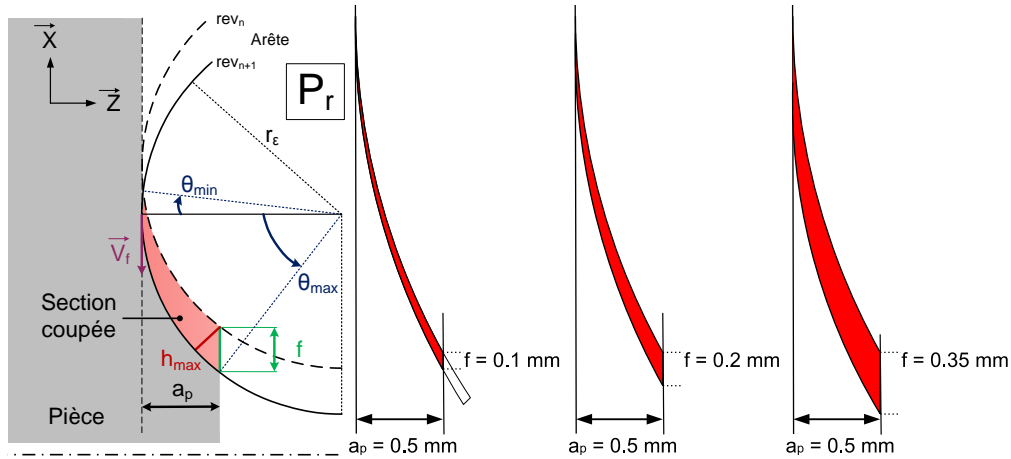 X
Z
rev_n
Arête
rev_n+1
P_r
r_ε
θ_min
V_f
θ_max
Section
coupée
h_max
f
a_p
Pièce
f = 0.1 mm
a_p = 0.5 mm
f = 0.2 mm
a_p = 0.5 mm
f = 0.35 mm
a_p = 0.5 mm